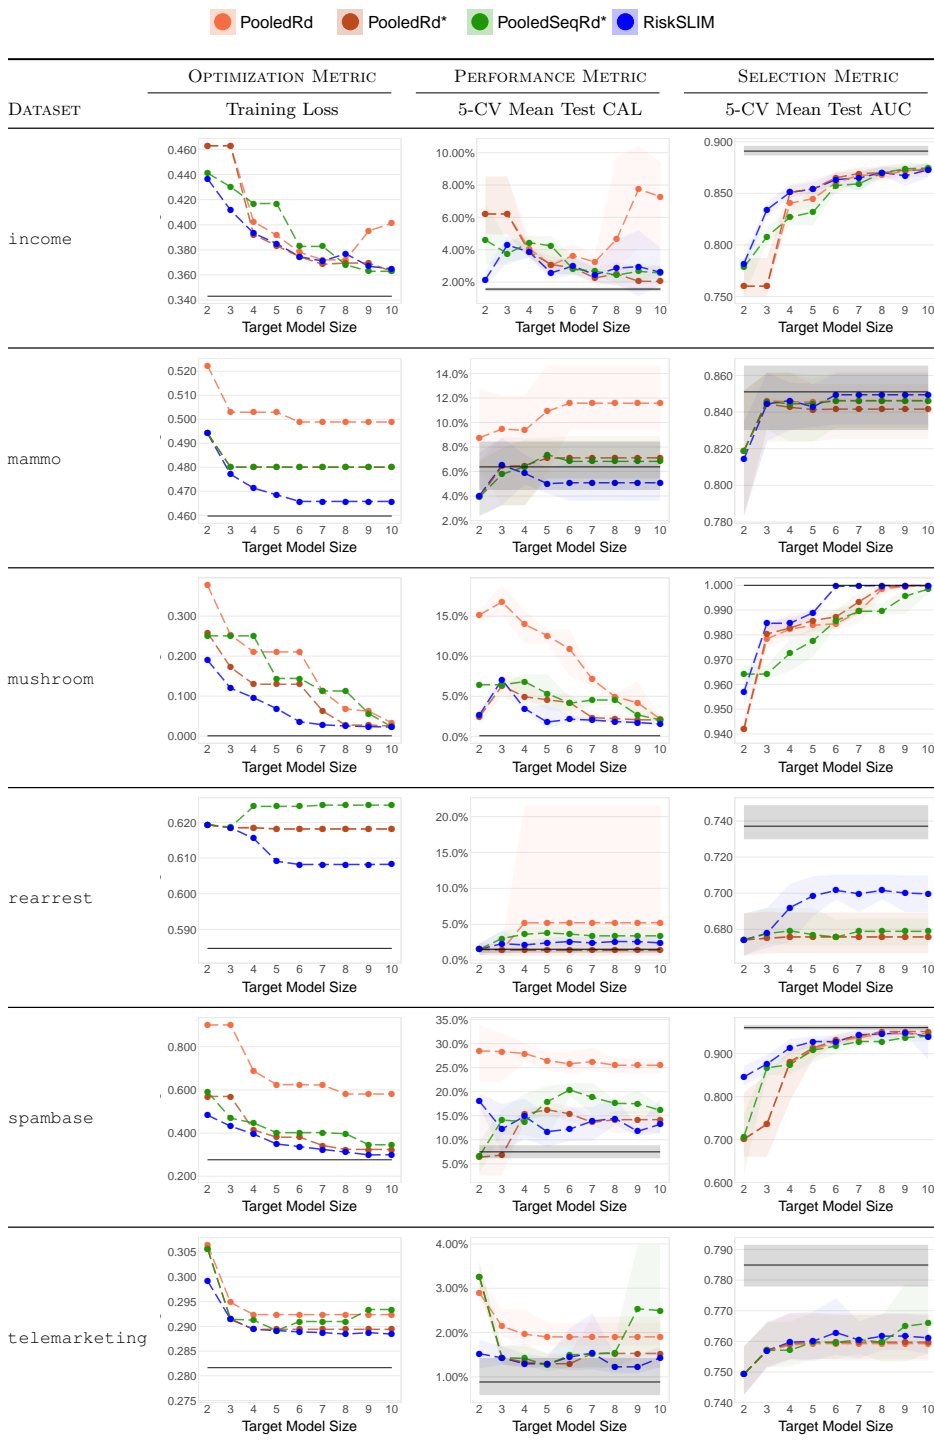 PooledRd PooledRd* PooledSeqRd* RiskSLIM
OPTIMIZATION METRIC PERFORMANCE METRIC SELECTION METRIC
DATASET Training Loss 5-CV Mean Test CAL 5-CV Mean Test AUC
income
0.460
0.440
0.420
0.400
0.380
0.360
0.340
2 3 4 5 6 7 8 9 10
Target Model Size
10.00%
8.00%
6.00%
4.00%
2.00%
2 3 4 5 6 7 8 9 10
Target Model Size
0.900
0.850
0.800
0.750
2 3 4 5 6 7 8 9 10
Target Model Size
mammo
0.520
0.510
0.500
0.490
0.480
0.470
0.460
2 3 4 5 6 7 8 9 10
Target Model Size
14.0%
12.0%
10.0%
8.0%
6.0%
4.0%
2.0%
2 3 4 5 6 7 8 9 10
Target Model Size
0.860
0.840
0.820
0.800
0.780
2 3 4 5 6 7 8 9 10
Target Model Size
mushroom
0.300
0.200
0.100
0.000
2 3 4 5 6 7 8 9 10
Target Model Size
15.0%
10.0%
5.0%
0.0%
2 3 4 5 6 7 8 9 10
Target Model Size
1.000
0.990
0.980
0.970
0.960
0.950
0.940
2 3 4 5 6 7 8 9 10
Target Model Size
rearrest
0.620
0.610
0.600
0.590
2 3 4 5 6 7 8 9 10
Target Model Size
20.0%
15.0%
10.0%
5.0%
0.0%
2 3 4 5 6 7 8 9 10
Target Model Size
0.740
0.720
0.700
0.680
2 3 4 5 6 7 8 9 10
Target Model Size
spambase
0.800
0.600
0.400
0.200
2 3 4 5 6 7 8 9 10
Target Model Size
35.0%
30.0%
25.0%
20.0%
15.0%
10.0%
5.0%
2 3 4 5 6 7 8 9 10
Target Model Size
0.900
0.800
0.700
0.600
2 3 4 5 6 7 8 9 10
Target Model Size
telemarketing
0.305
0.300
0.295
0.290
0.285
0.280
0.275
2 3 4 5 6 7 8 9 10
Target Model Size
4.00%
3.00%
2.00%
1.00%
2 3 4 5 6 7 8 9 10
Target Model Size
0.790
0.780
0.770
0.760
0.750
0.740
2 3 4 5 6 7 8 9 10
Target Model Size